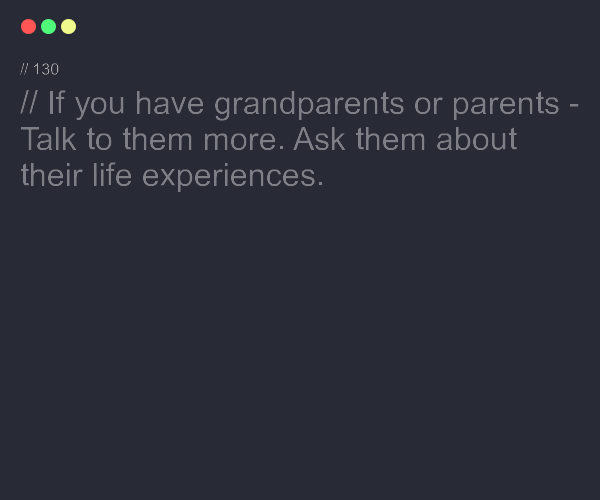 // 130
// If you have grandparents or parents -
Talk to them more. Ask them about
their life experiences.